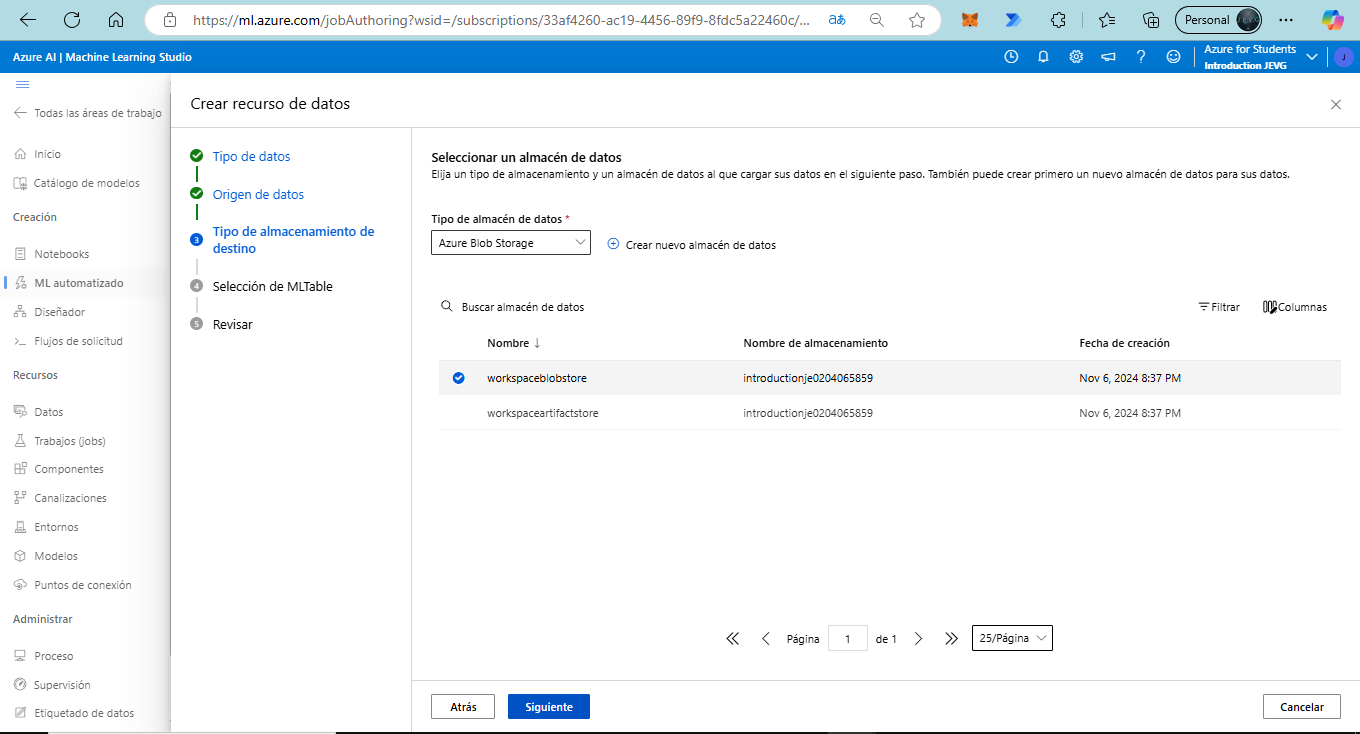 https://ml.azure.com/jobAuthoring?wsid=/subscriptions/33af4260-ac19-4456-89f9-8fdc5a22460c/...
aあ
Personal
Azure AI | Machine Learning Studio
Azure for Students
Introduction JEVG
J
Todas las áreas de trabajo
Inicio
Catálogo de modelos
Creación
Notebooks
ML automatizado
Diseñador
Flujos de solicitud
Recursos
Datos
Trabajos (jobs)
Componentes
Canalizaciones
Entornos
Modelos
Puntos de conexión
Administrar
Proceso
Supervisión
Etiquetado de datos
Crear recurso de datos
Tipo de datos
Origen de datos
3 Tipo de almacenamiento de
destino
4 Selección de MLTable
5 Revisar
Seleccionar un almacén de datos
Elija un tipo de almacenamiento y un almacén de datos al que cargar sus datos en el siguiente paso. También puede crear primero un nuevo almacén de datos para sus datos.
Tipo de almacén de datos *
Azure Blob Storage
Crear nuevo almacén de datos
Buscar almacén de datos
Filtrar
Columnas
Nombre ↓ Nombre de almacenamiento Fecha de creación
workspaceblobstore introductionje0204065859 Nov 6, 2024 8:37 PM
workspaceartifactstore introductionje0204065859 Nov 6, 2024 8:37 PM
Página 1 de 1 25/Página
Atrás Siguiente Cancelar